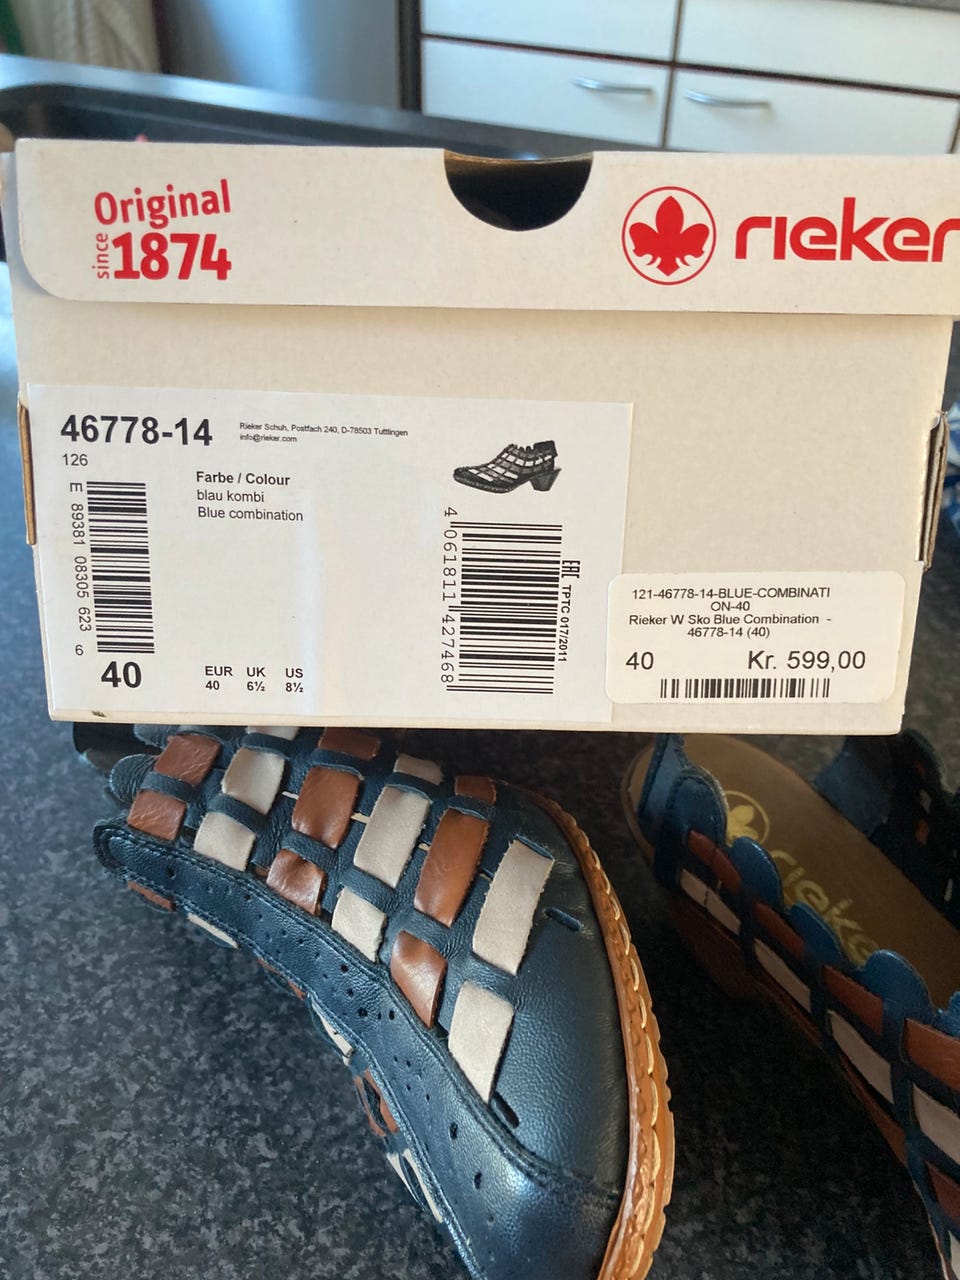 Original
since
1874
rieker
46778-14
Rieker Schuh, Postfach 240, D-78503 Tuttlingen
info@rieker.com
126
Farbe / Colour
blau kombi
Blue combination
E 89381 08305 623 6
40
EUR UK US
40 6½ 8½
4 061811 427468
EAC TPTC 017/2011
121-46778-14-BLUE-COMBINATI
ON-40
Rieker W Sko Blue Combination -
46778-14 (40)
40 Kr. 599,00
rieker